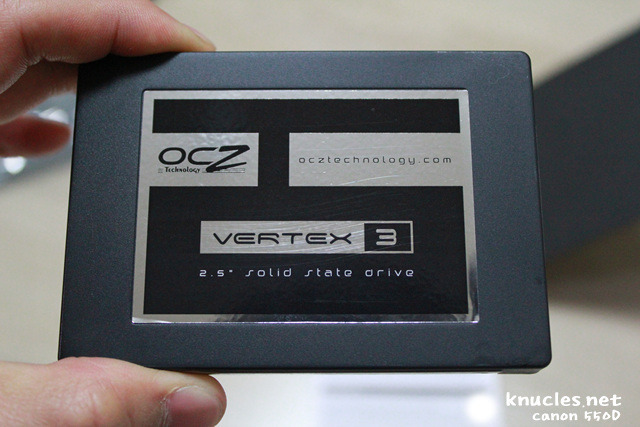 OCZ
Technology
ocztechnology.com
VERTEX 3
2.5" solid state drive
knucles.net
canon 550D